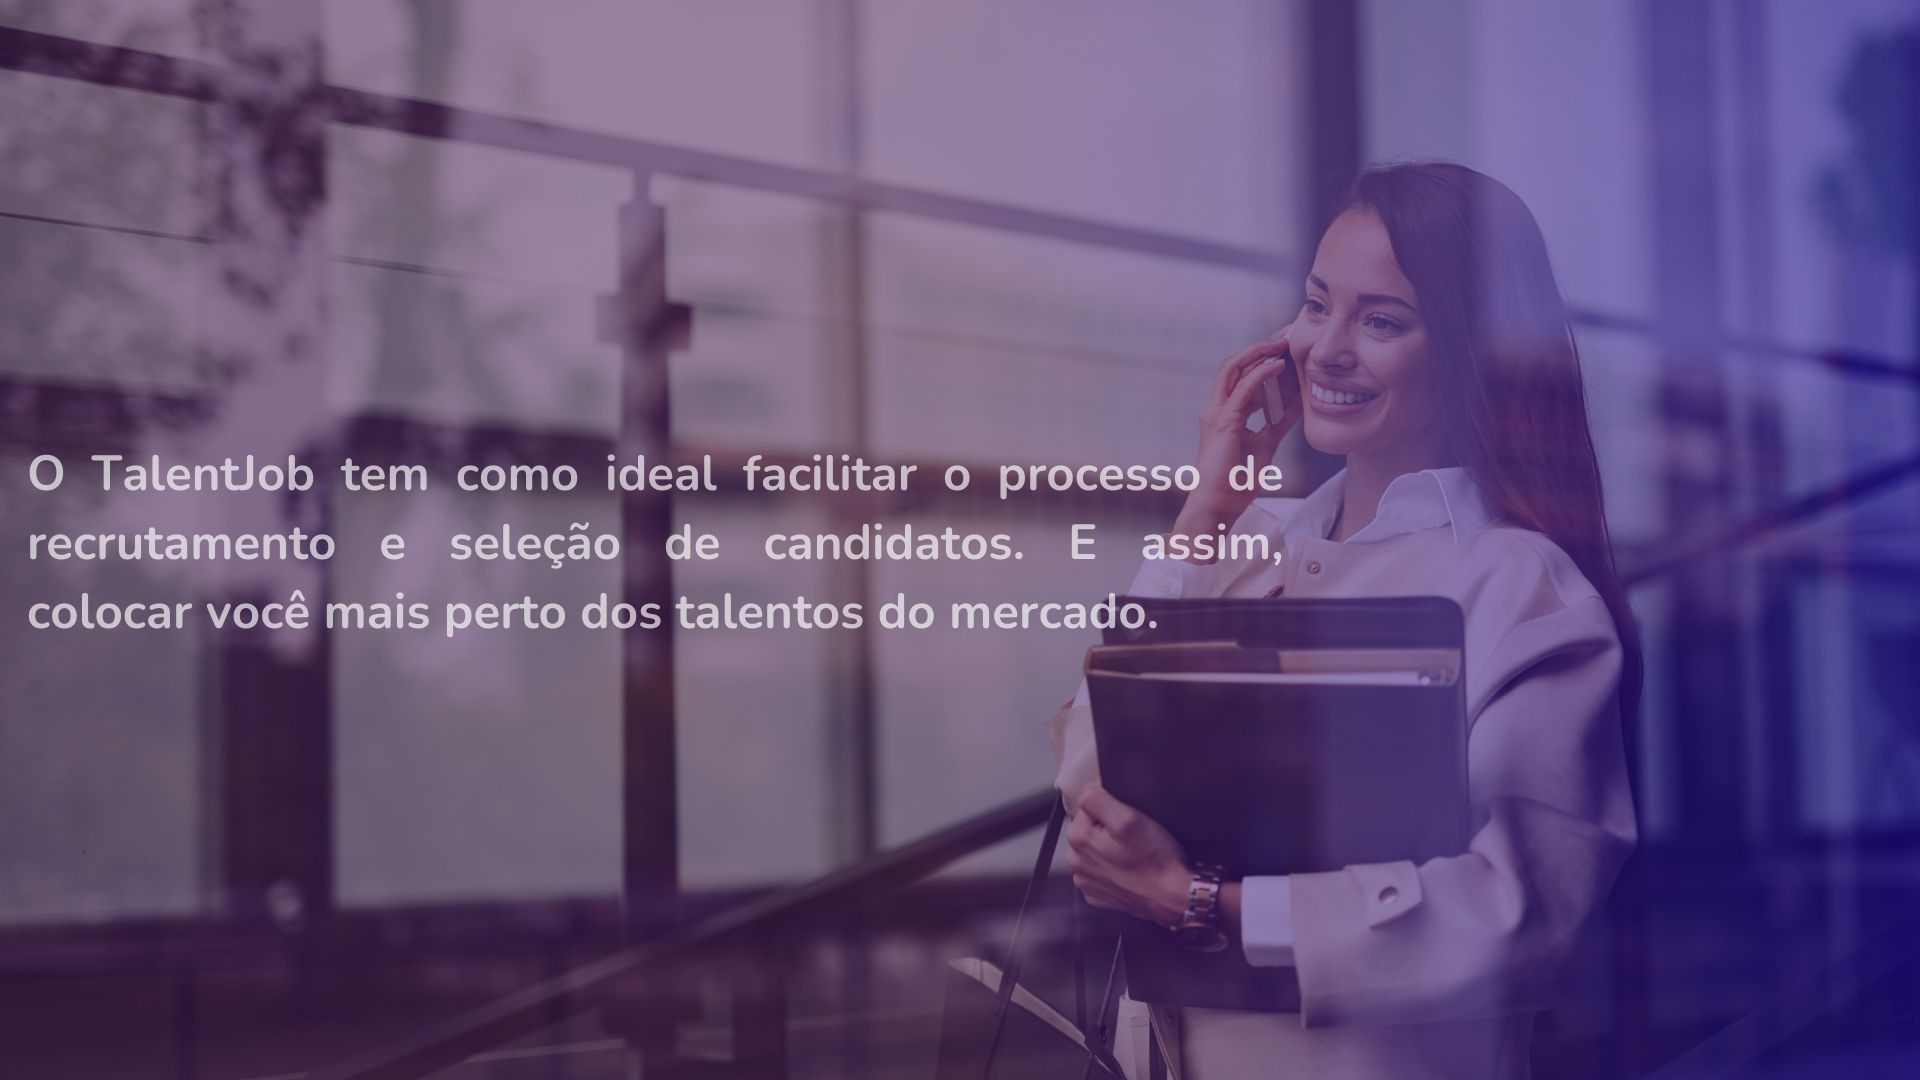 O TalentJob tem como ideal facilitar o processo de
recrutamento e seleção de candidatos. E assim,
colocar você mais perto dos talentos do mercado.